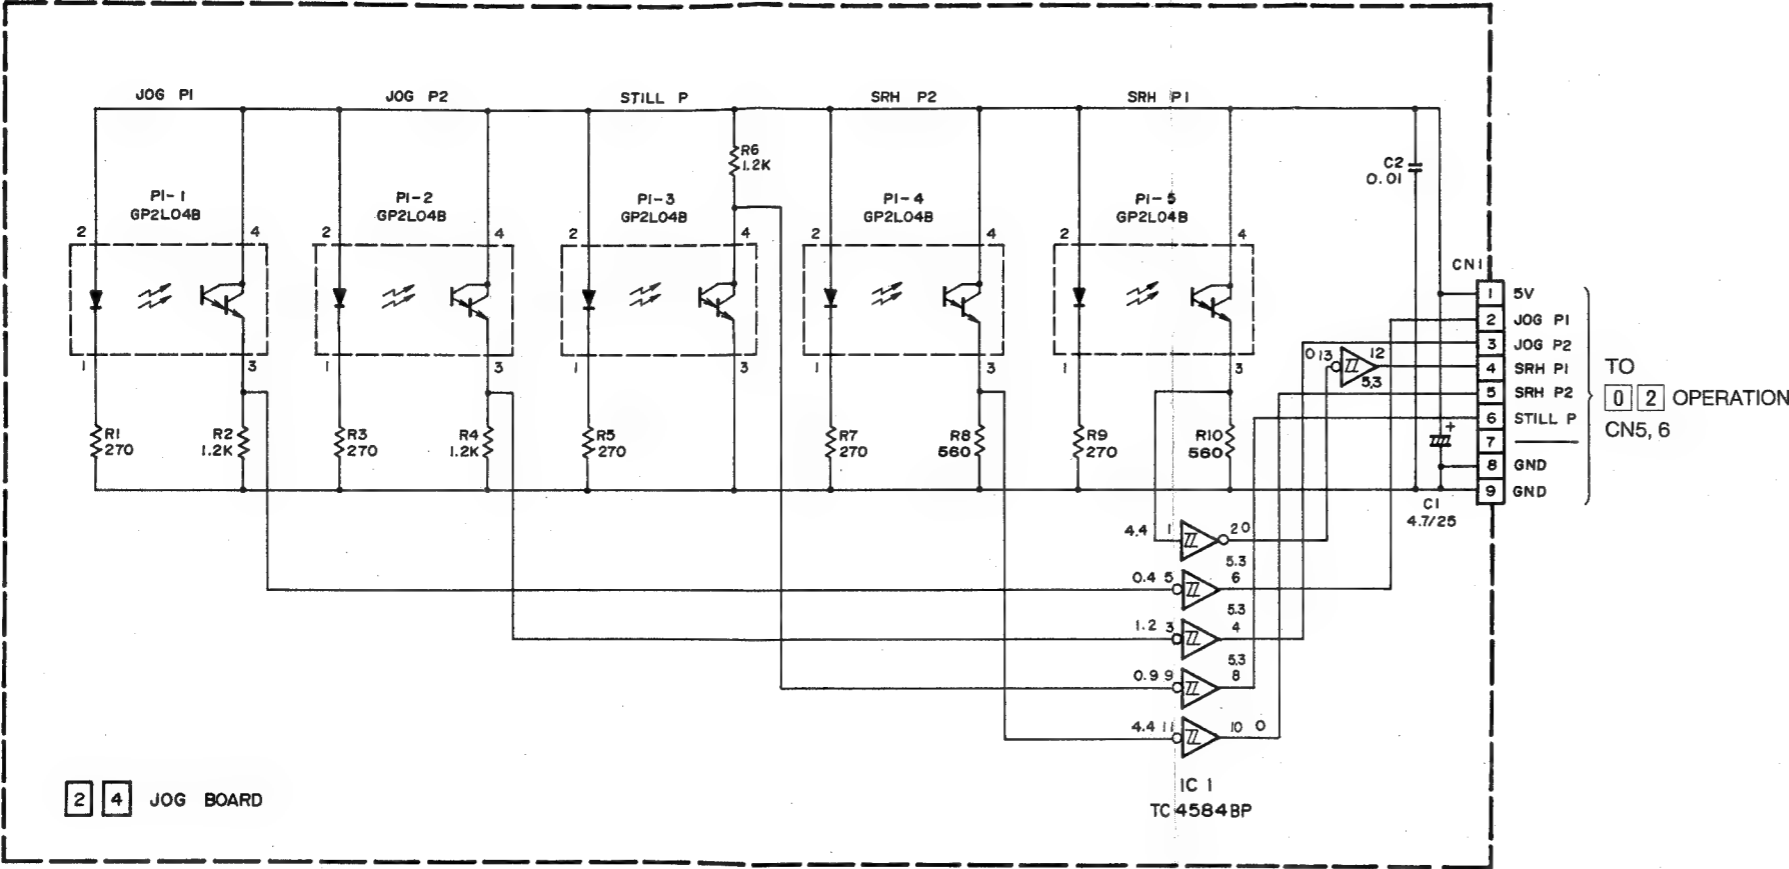 JOG P1
JOG P2
STILL P
SRH P2
SRH P1
R6
1.2K
C2
0.01
P1-1
GP2L04B
P1-2
GP2L04B
P1-3
GP2L04B
P1-4
GP2L04B
P1-5
GP2L04B
2 4
2 4
2 4
2 4
2 4
CN1
1 5V
2 JOG P1
3 JOG P2
4 SRH P1
5 SRH P2
6 STILL P
7
8 GND
9 GND
TO
0 2 OPERATION
CN5, 6
1 3
1 3
1 3
1 3
1 3
0 13 12
5.3
R1
270
R2
1.2K
R3
270
R4
1.2K
R5
270
R7
270
R8
560
R9
270
R10
560
+
C1
4.7/25
4.4 1 2 0
5.3
0.4 5 6
5.3
1.2 3 4
5.3
0.9 9 8
4.4 11 10 0
IC 1
TC4584BP
2 4 JOG BOARD